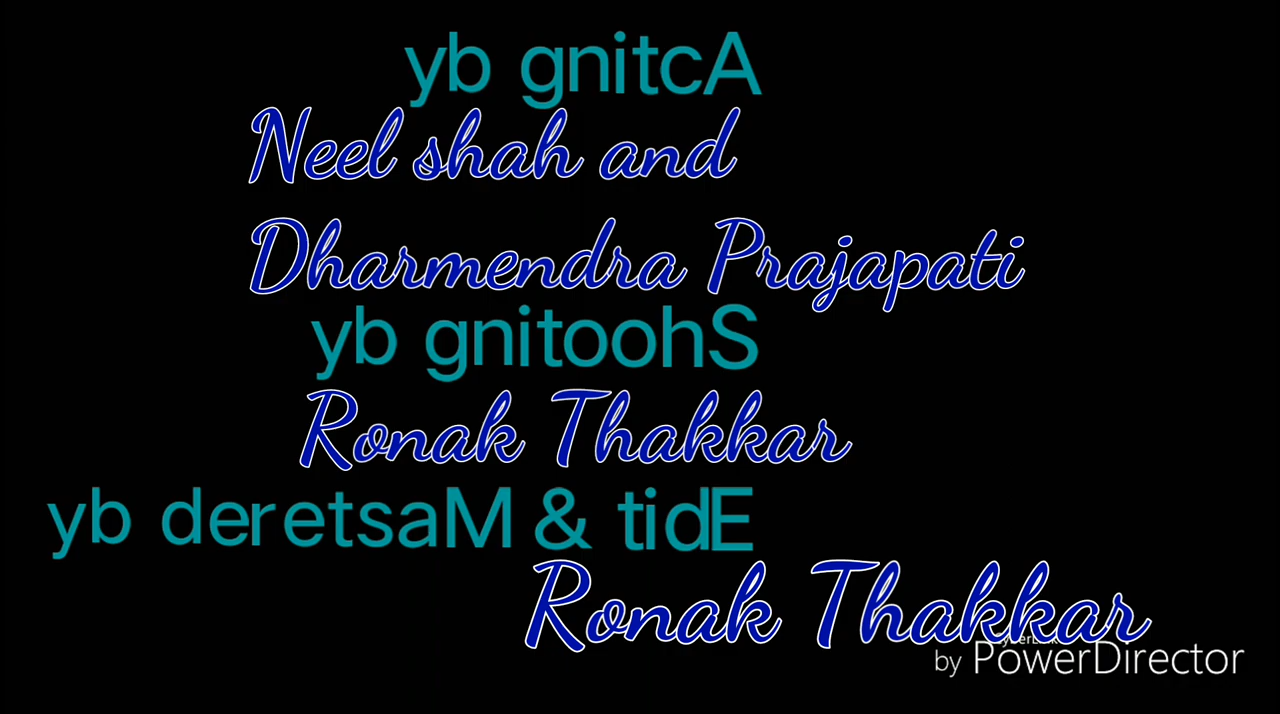 yb gnitcA
Neel shah and
Dharmendra Prajapati
yb gnitoohS
Ronak Thakkar
yb deretsaM & tidE
Ronak Thakkar
by PowerDirector